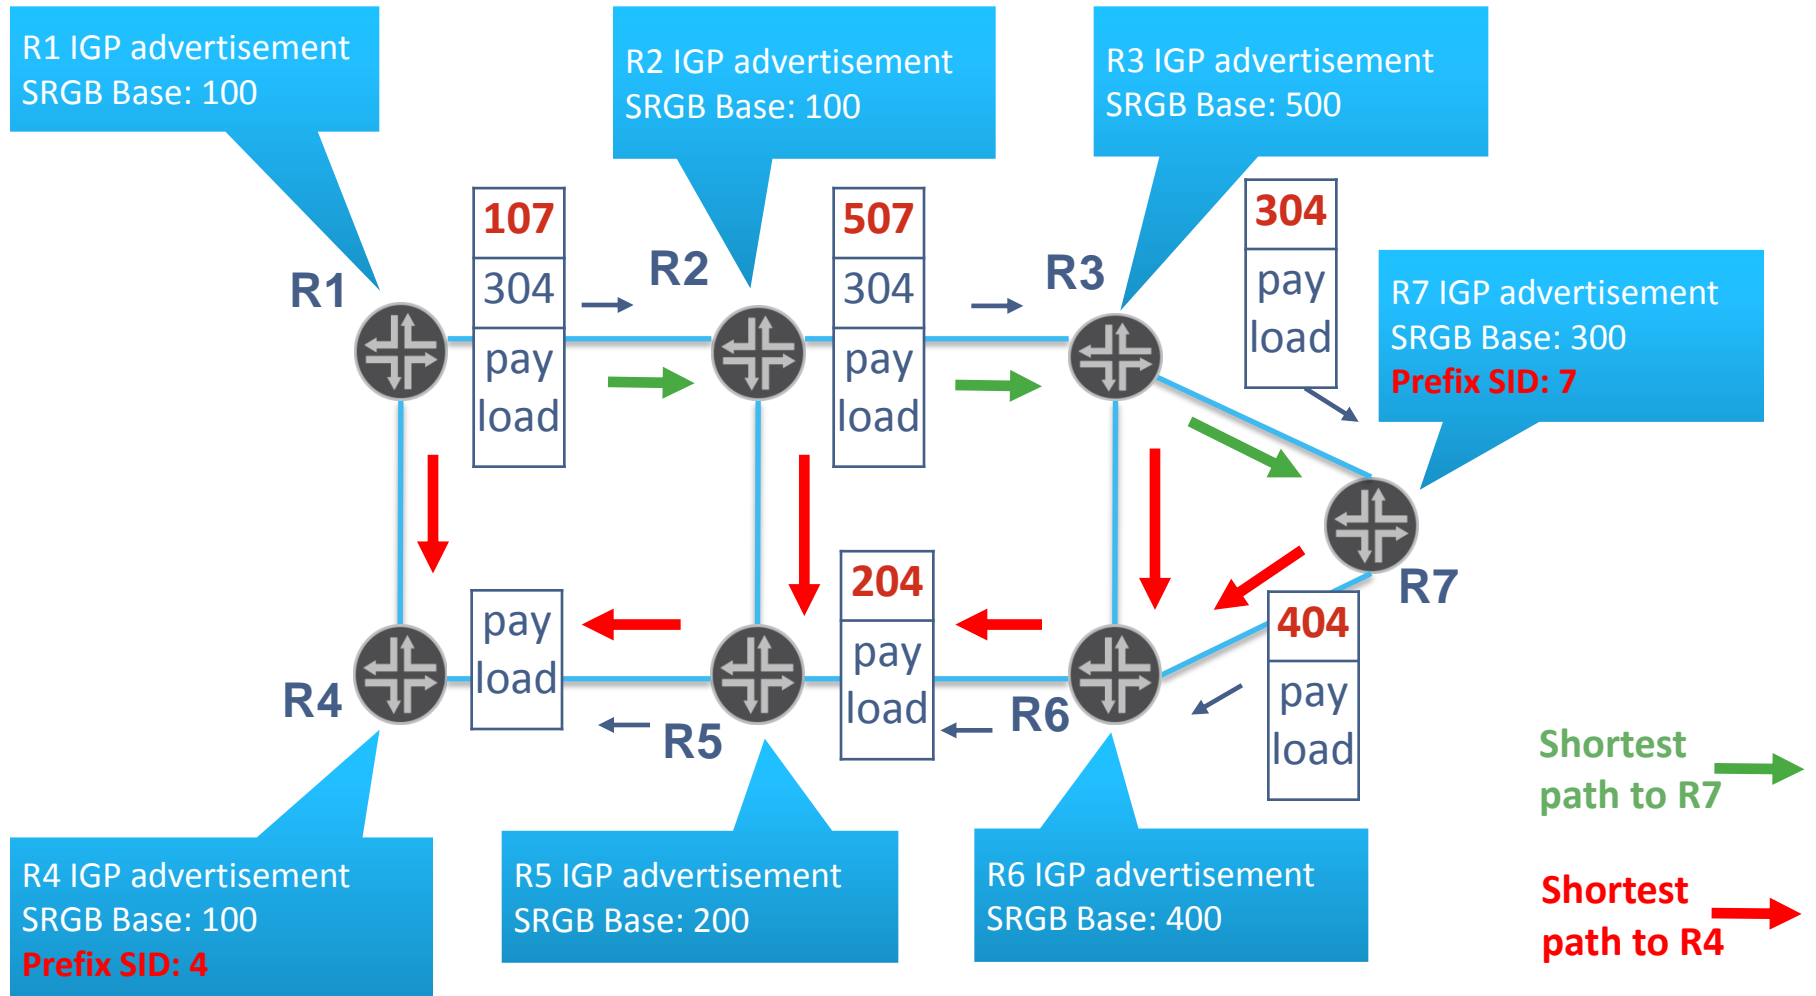 R1 IGP advertisement
SRGB Base: 100
R2 IGP advertisement
SRGB Base: 100
R3 IGP advertisement
SRGB Base: 500
107
304
pay
load
507
304
pay
load
304
pay
load
R1
R2
R3
R7 IGP advertisement
SRGB Base: 300
Prefix SID: 7
R7
204
pay
load
404
pay
load
pay
load
R4
R5
R6
Shortest
path to R7
Shortest
path to R4
R4 IGP advertisement
SRGB Base: 100
Prefix SID: 4
R5 IGP advertisement
SRGB Base: 200
R6 IGP advertisement
SRGB Base: 400